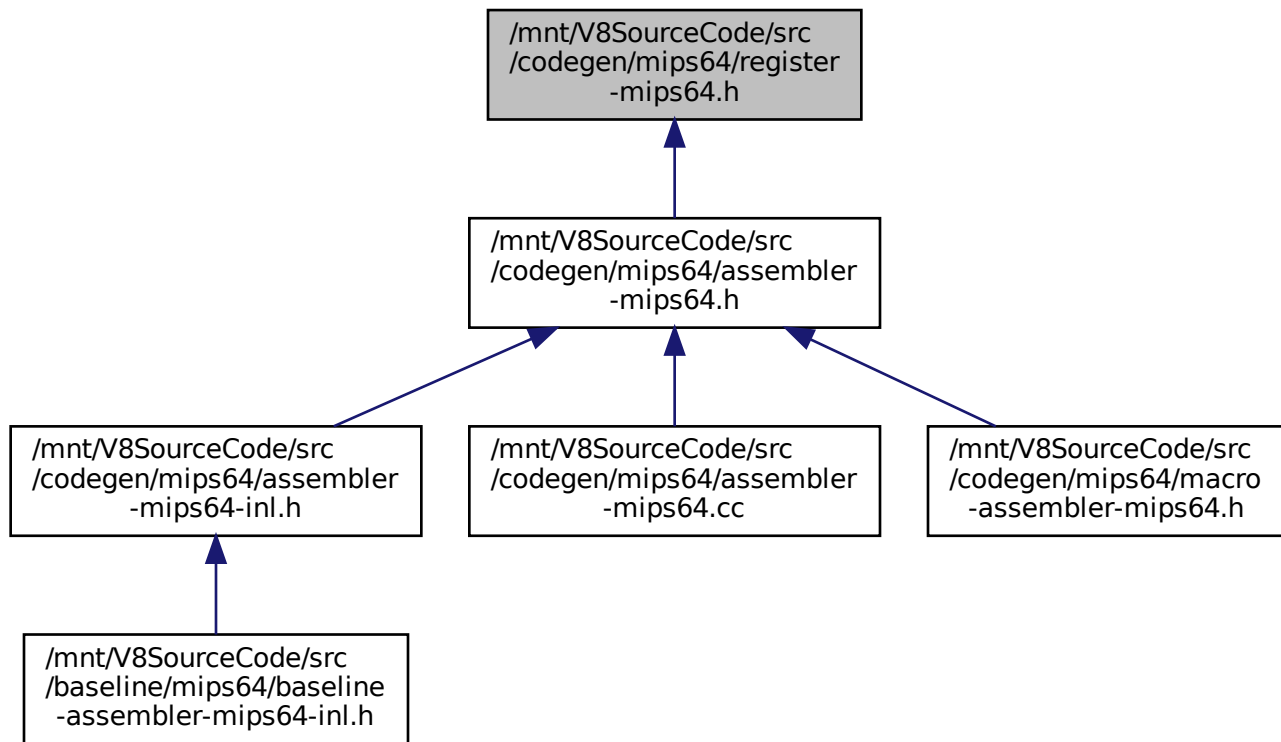 /mnt/V8SourceCode/src
/codegen/mips64/register
-mips64.h
/mnt/V8SourceCode/src
/codegen/mips64/assembler
-mips64.h
/mnt/V8SourceCode/src
/codegen/mips64/assembler
-mips64-inl.h
/mnt/V8SourceCode/src
/codegen/mips64/assembler
-mips64.cc
/mnt/V8SourceCode/src
/codegen/mips64/macro
-assembler-mips64.h
/mnt/V8SourceCode/src
/baseline/mips64/baseline
-assembler-mips64-inl.h